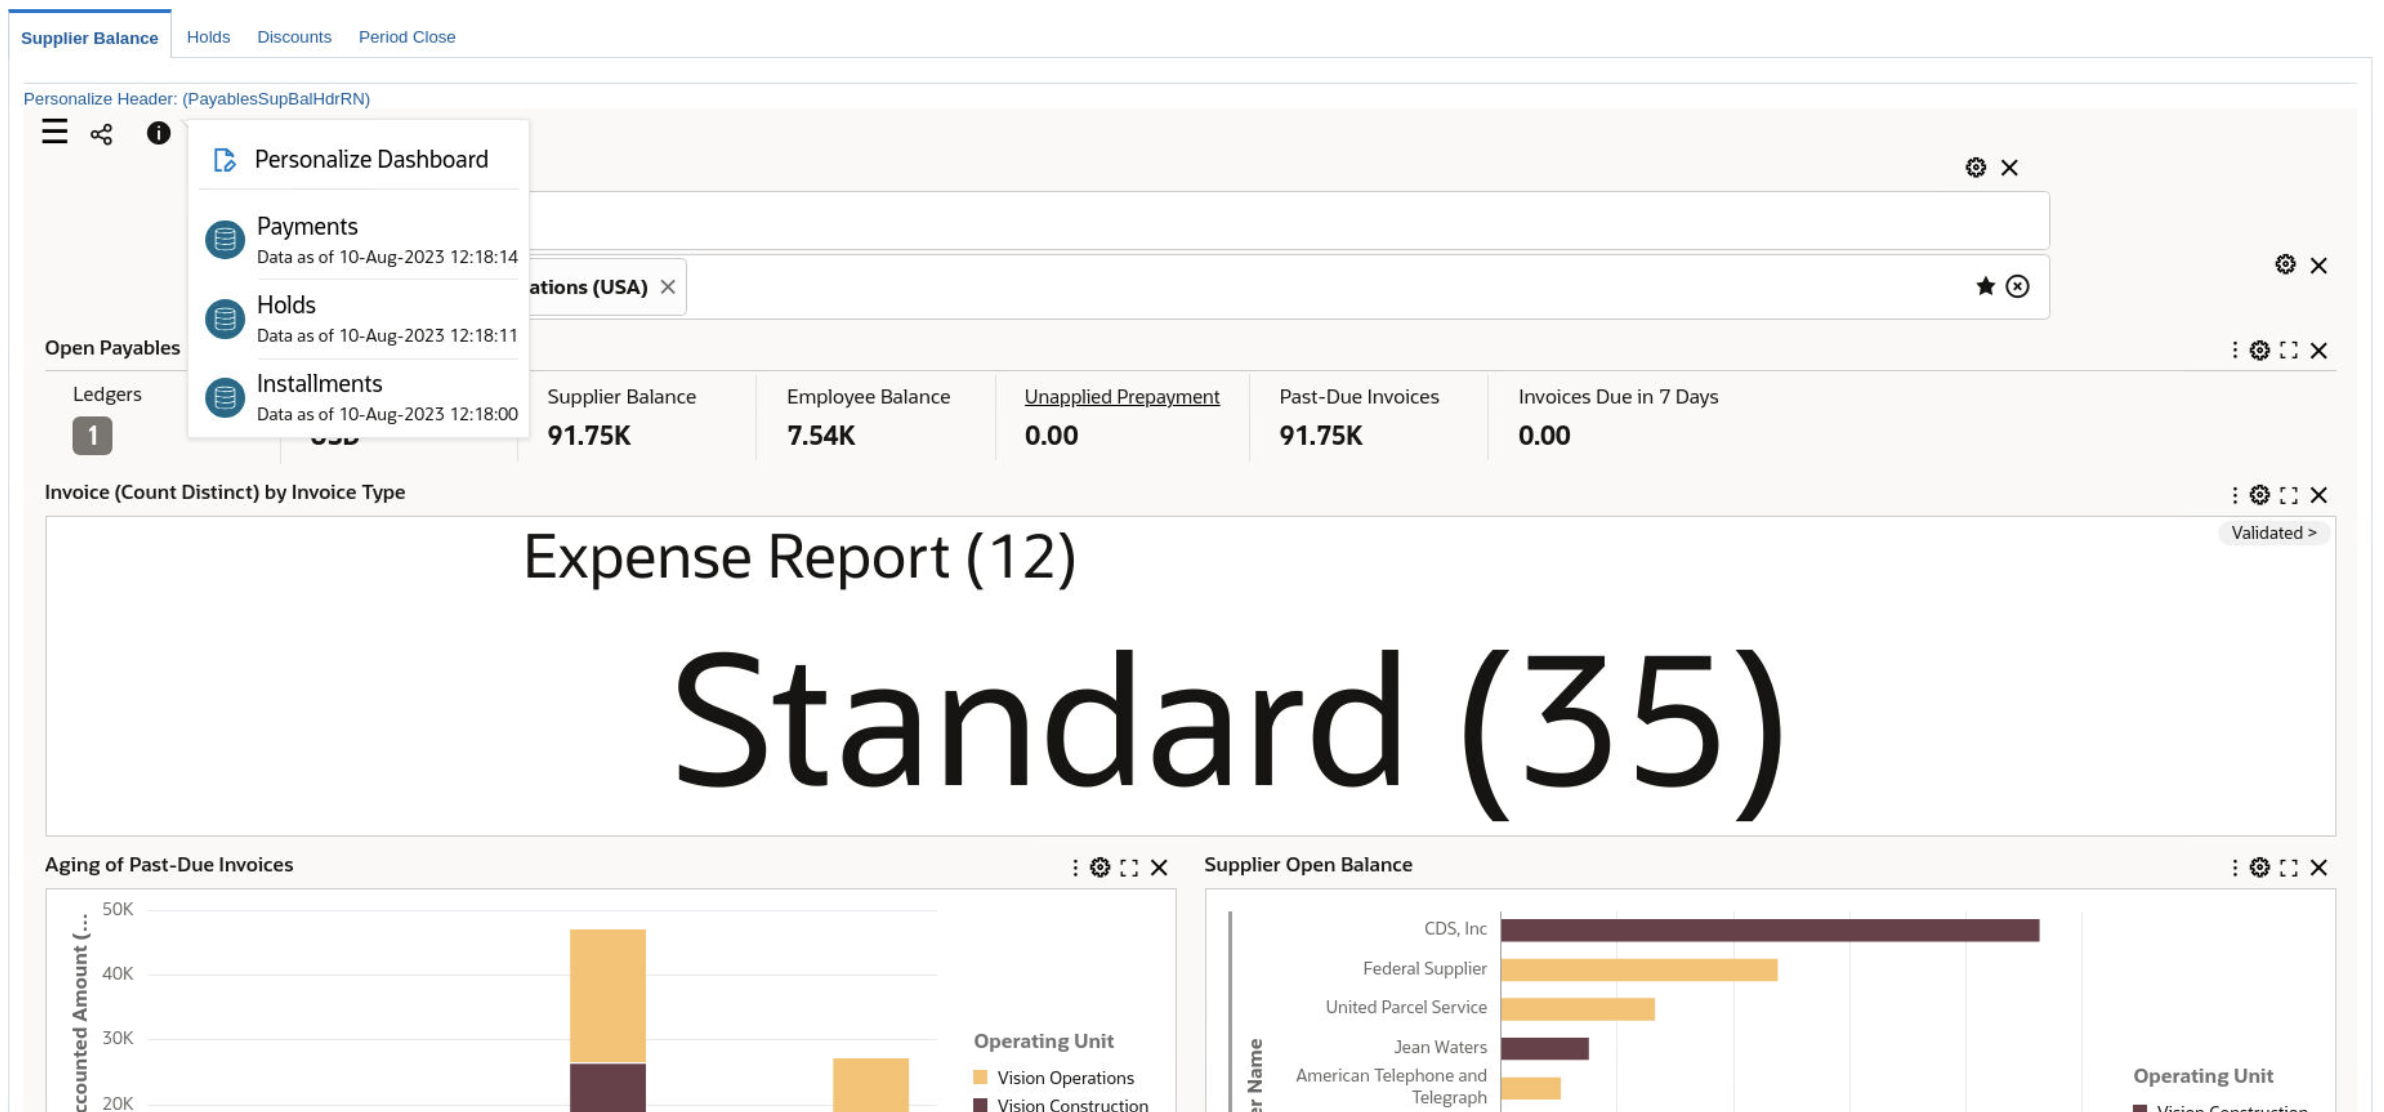 Supplier Balance Holds Discounts Period Close
Personalize Header: (PayablesSupBalHdrRN)
Personalize Dashboard
Payments
Data as of 10-Aug-2023 12:18:14
Holds
Data as of 10-Aug-2023 12:18:11
Installments
Data as of 10-Aug-2023 12:18:00
ations (USA)
Open Payables
Ledgers
1
USD
Supplier Balance
91.75K
Employee Balance
7.54K
Unapplied Prepayment
0.00
Past-Due Invoices
91.75K
Invoices Due in 7 Days
0.00
Invoice (Count Distinct) by Invoice Type
Validated >
Expense Report (12)
Standard (35)
Aging of Past-Due Invoices
50K
40K
30K
20K
ccounted Amount (...
Operating Unit
Vision Operations
Vision Construction
Supplier Open Balance
CDS, Inc
Federal Supplier
United Parcel Service
Jean Waters
American Telephone and
Telegraph
er Name
Operating Unit
Vision Construction